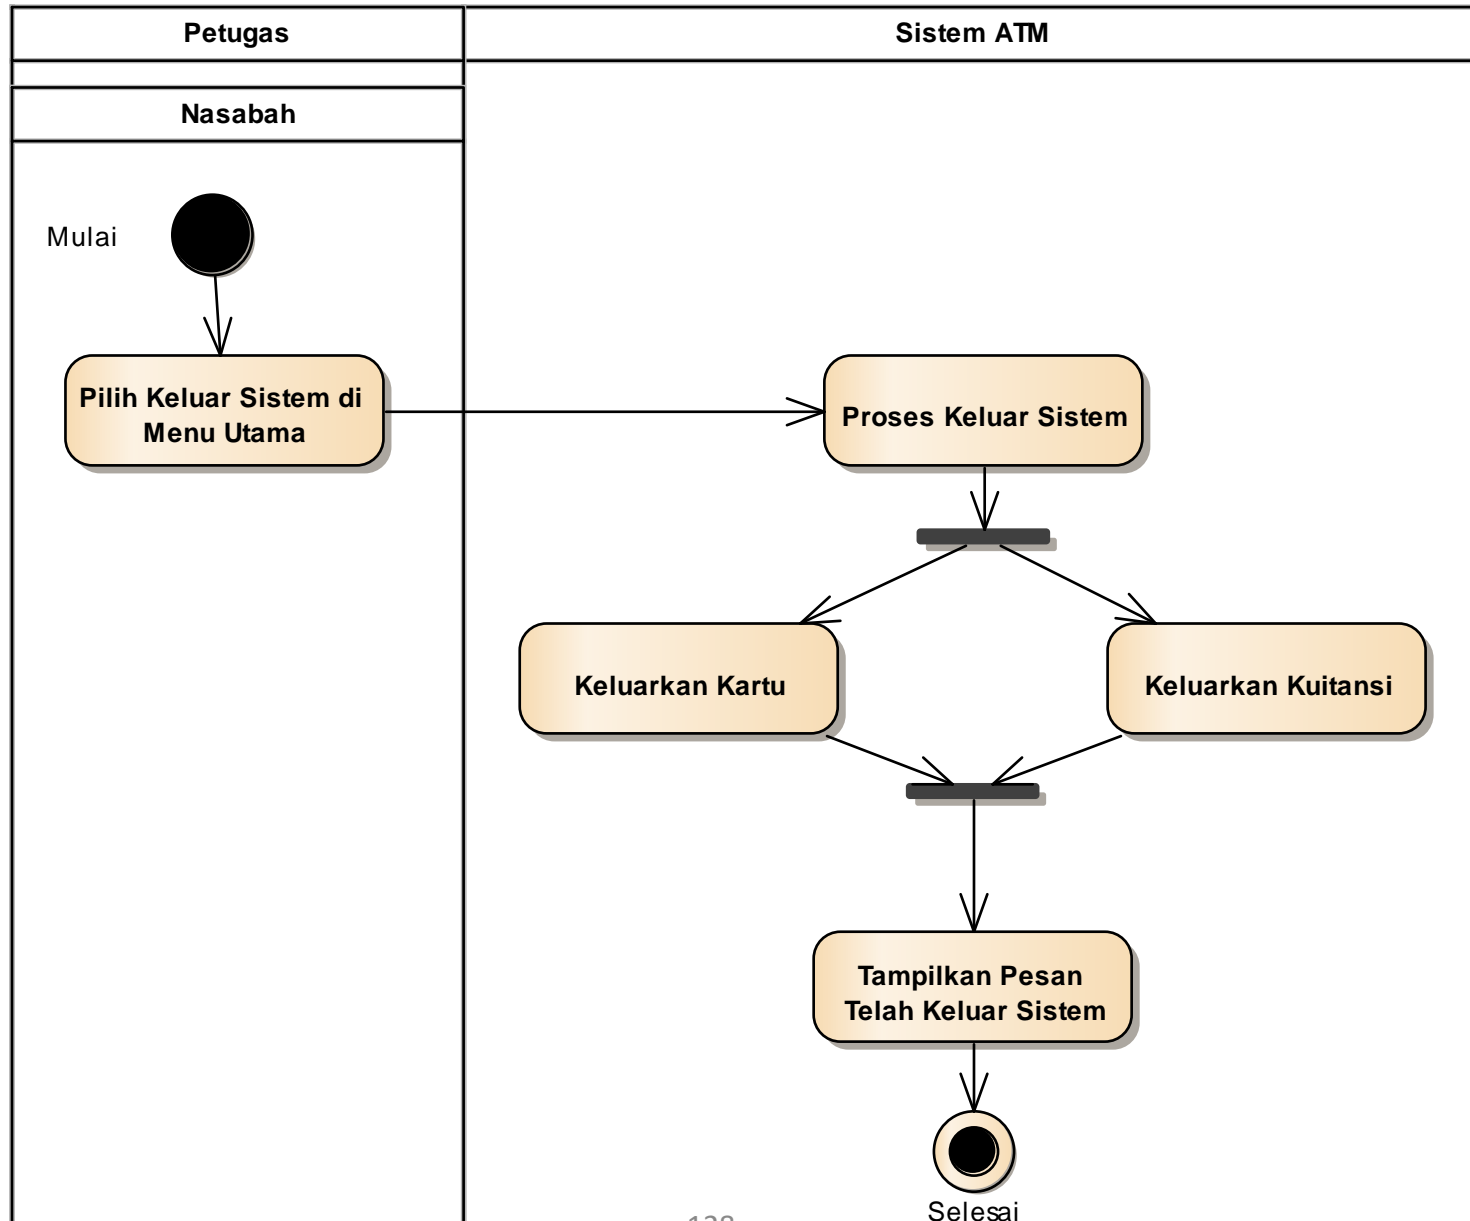 Petugas
Sistem ATM
Nasabah
Mulai
Pilih Keluar Sistem di
Menu Utama
Proses Keluar Sistem
Keluarkan Kartu
Keluarkan Kuitansi
Tampilkan Pesan
Telah Keluar Sistem
Selesai